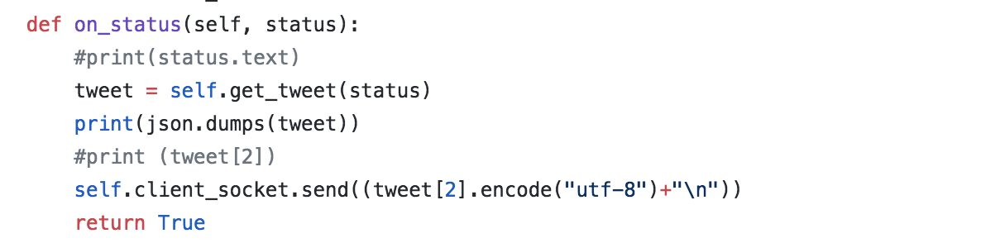 def on_status(self, status):
    #print(status.text)
    tweet = self.get_tweet(status)
    print(json.dumps(tweet))
    #print (tweet[2])
    self.client_socket.send((tweet[2].encode("utf-8")+"\n"))
    return True